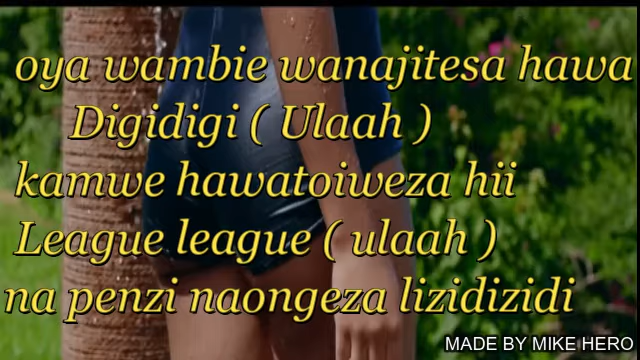 oya wambie wanajitesa hawa
Digidigi ( Ulaah )
kamwe hawatoiweza hii
League league ( ulaah )
na penzi naongeza lizidizidi
MADE BY MIKE HERO